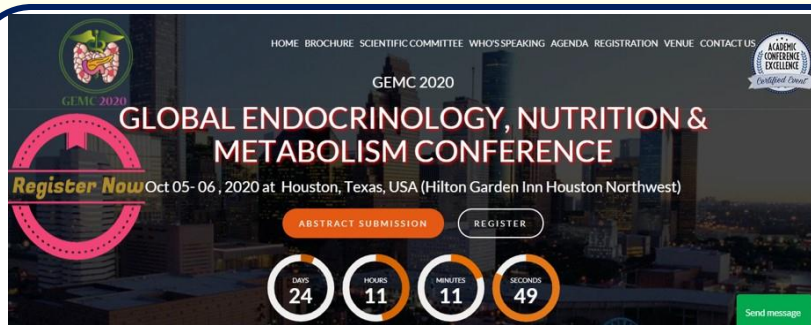 HOME BROCHURE SCIENTIFIC COMMITTEE WHO'S SPEAKING AGENDA REGISTRATION VENUE CONTACT US
ACADEMIC
CONFERENCE
EXCELLENCE
Certified Event
GEMC 2020
GEMC 2020
GLOBAL ENDOCRINOLOGY, NUTRITION &
METABOLISM CONFERENCE
Register Now
Oct 05- 06 , 2020 at Houston, Texas, USA (Hilton Garden Inn Houston Northwest)
ABSTRACT SUBMISSION
REGISTER
DAYS
24
HOURS
11
MINUTES
11
SECONDS
49
Send message